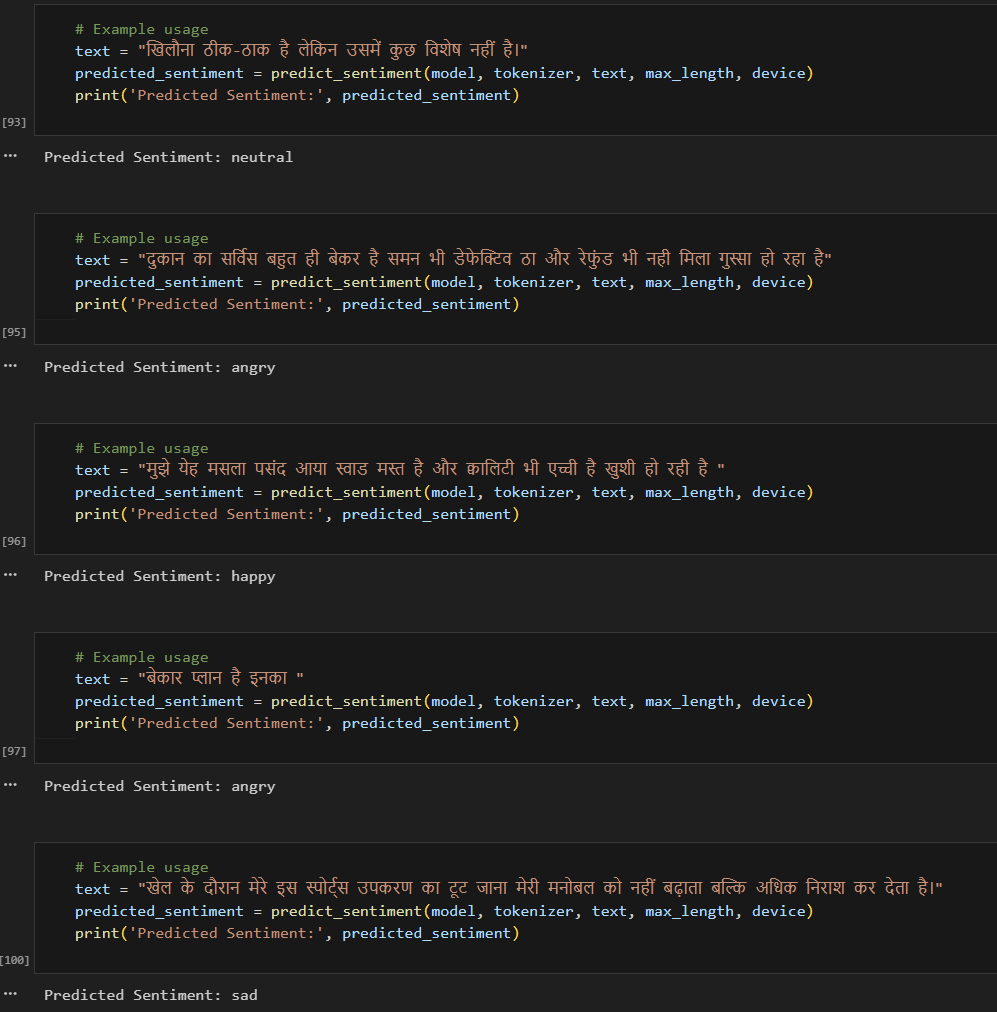 # Example usage
text = "खिलौना ठीक-ठाक है लेकिन उसमें कुछ विशेष नहीं है।"
predicted_sentiment = predict_sentiment(model, tokenizer, text, max_length, device)
print('Predicted Sentiment:', predicted_sentiment)
[93]
··· Predicted Sentiment: neutral
# Example usage
text = "दुकान का सर्विस बहुत ही बेकर है समन भी डेफेक्टिव ठा और रेफुंड भी नही मिला गुस्सा हो रहा है"
predicted_sentiment = predict_sentiment(model, tokenizer, text, max_length, device)
print('Predicted Sentiment:', predicted_sentiment)
[95]
··· Predicted Sentiment: angry
# Example usage
text = "मुझे येह मसला पसंद आया स्वाड मस्त है और क़ालिटी भी एच्ची है खुशी हो रही है "
predicted_sentiment = predict_sentiment(model, tokenizer, text, max_length, device)
print('Predicted Sentiment:', predicted_sentiment)
[96]
··· Predicted Sentiment: happy
# Example usage
text = "बेकार प्लान है इनका "
predicted_sentiment = predict_sentiment(model, tokenizer, text, max_length, device)
print('Predicted Sentiment:', predicted_sentiment)
[97]
··· Predicted Sentiment: angry
# Example usage
text = "खेल के दौरान मेरे इस स्पोर्ट्स उपकरण का टूट जाना मेरी मनोबल को नहीं बढ़ाता बल्कि अधिक निराश कर देता है।"
predicted_sentiment = predict_sentiment(model, tokenizer, text, max_length, device)
print('Predicted Sentiment:', predicted_sentiment)
[100]
··· Predicted Sentiment: sad